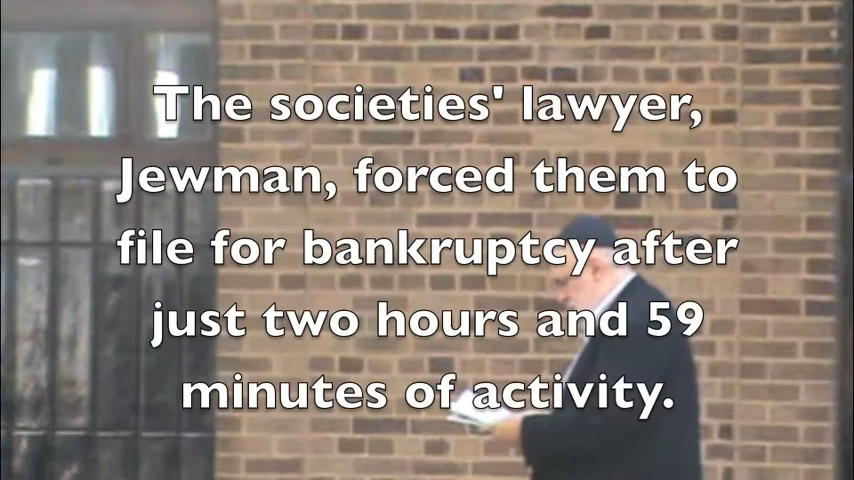 The societies' lawyer,
Jewman, forced them to
file for bankruptcy after
just two hours and 59
minutes of activity.